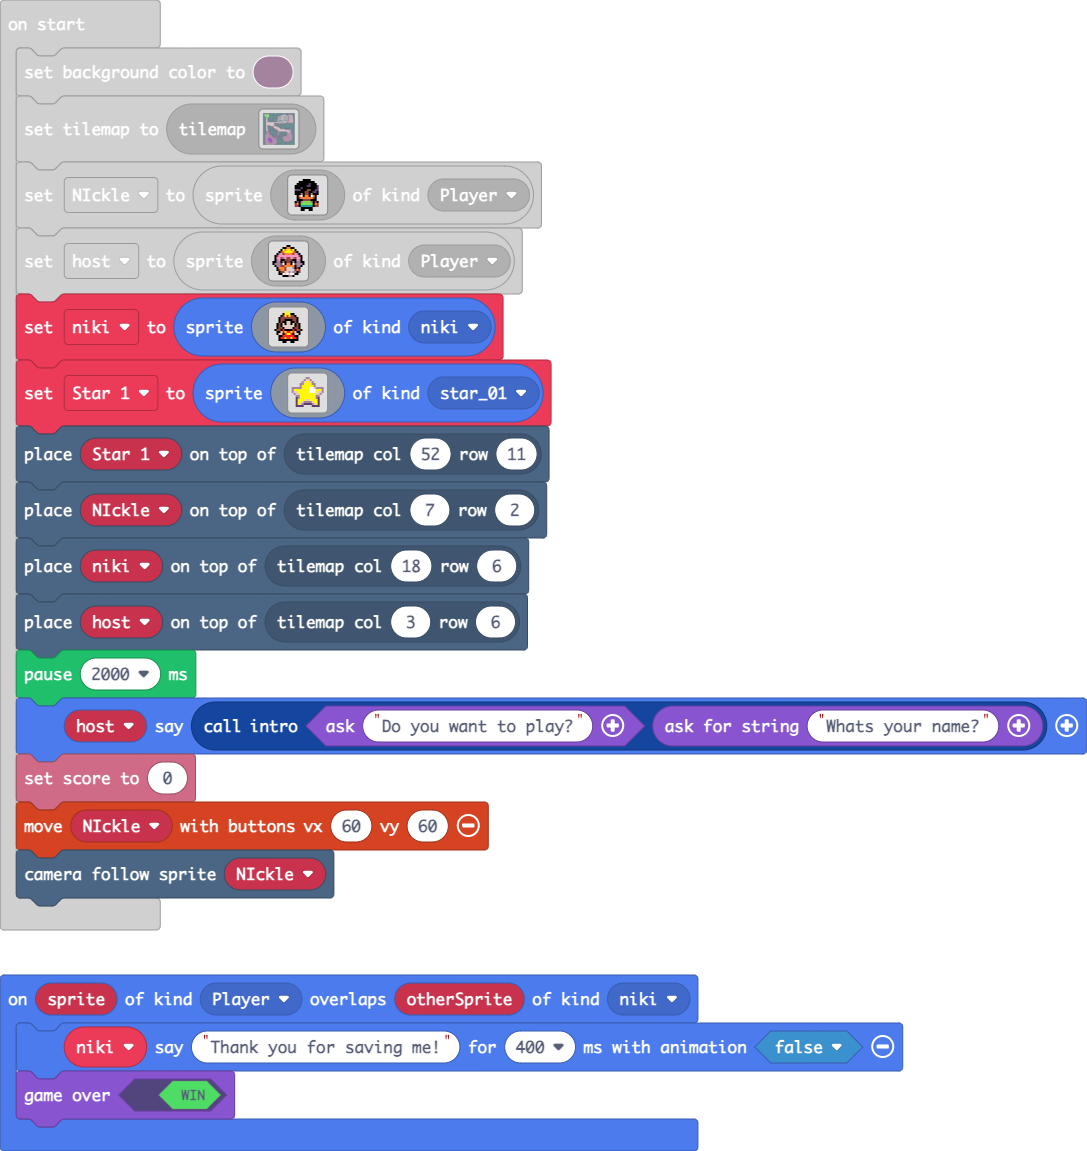 on start
set background color to
set tilemap to tilemap
set NIckle to sprite of kind Player
set host to sprite of kind Player
set niki to sprite of kind niki
set Star 1 to sprite of kind star_01
place Star 1 on top of tilemap col 52 row 11
place NIckle on top of tilemap col 7 row 2
place niki on top of tilemap col 18 row 6
place host on top of tilemap col 3 row 6
pause 2000 ms
host say call intro ask "Do you want to play?" ask for string "Whats your name?"
set score to 0
move NIckle with buttons vx 60 vy 60
camera follow sprite NIckle
on sprite of kind Player overlaps otherSprite of kind niki
niki say "Thank you for saving me!" for 400 ms with animation false
game over WIN